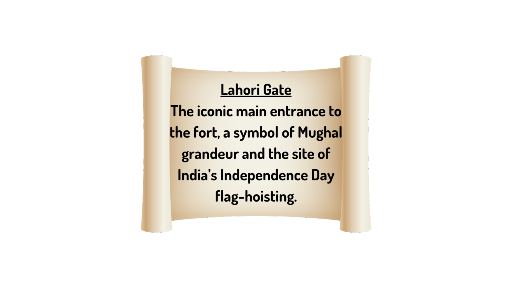 Lahori Gate
The iconic main entrance to
the fort, a symbol of Mughal
grandeur and the site of
India's Independence Day
flag-hoisting.